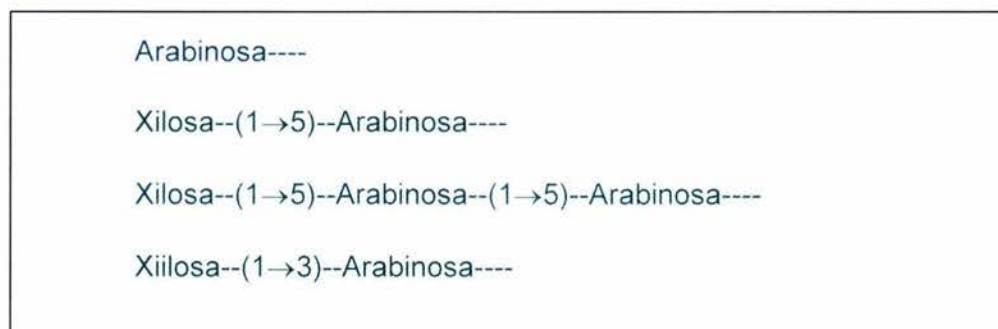 Arabinosa----
Xilosa--(1→5)--Arabinosa----
Xilosa--(1→5)--Arabinosa--(1→5)--Arabinosa----
Xiilosa--(1→3)--Arabinosa----